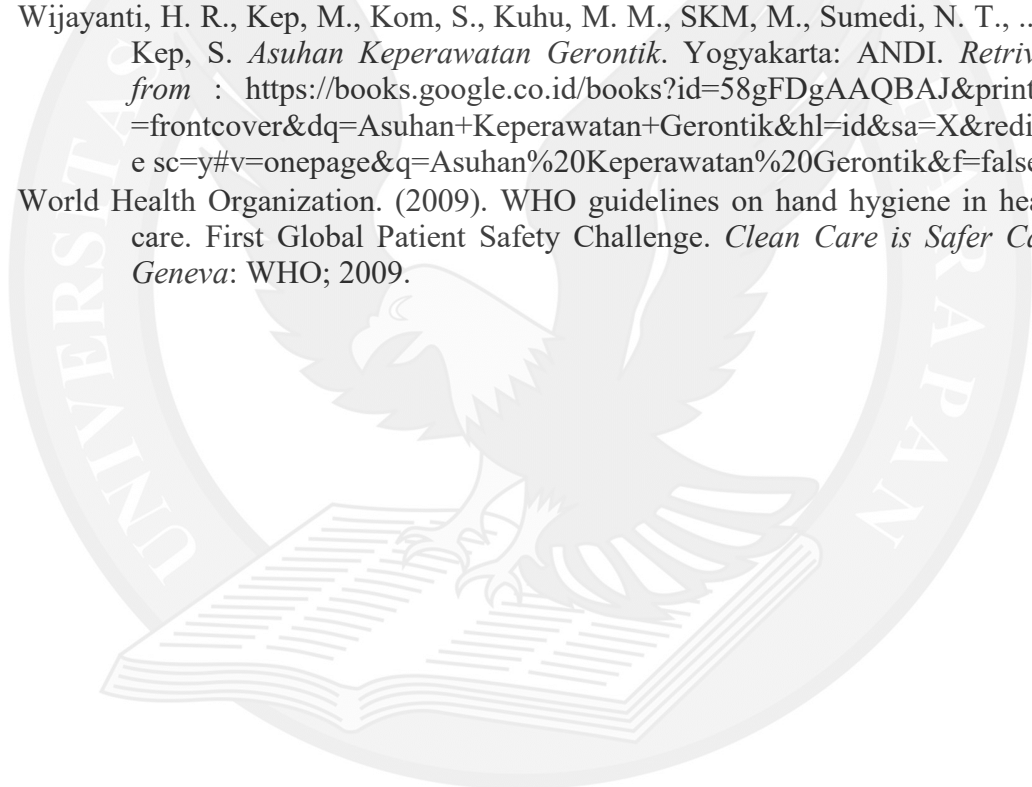 Wijayanti, H. R., Kep, M., Kom, S., Kuhu, M. M., SKM, M., Sumedi, N. T., ..
Kep, S. Asuhan Keperawatan Gerontik. Yogyakarta: ANDI. Retriv
from : https://books.google.co.id/books?id=58gFDgAAQBAJ&print
=frontcover&dq=Asuhan+Keperawatan+Gerontik&hl=id&sa=X&redi
e sc=y#v=onepage&q=Asuhan%20Keperawatan%20Gerontik&f=false
World Health Organization. (2009). WHO guidelines on hand hygiene in hea
care. First Global Patient Safety Challenge. Clean Care is Safer Ca
Geneva: WHO; 2009.
UNIVERSITAS
HARAPAN